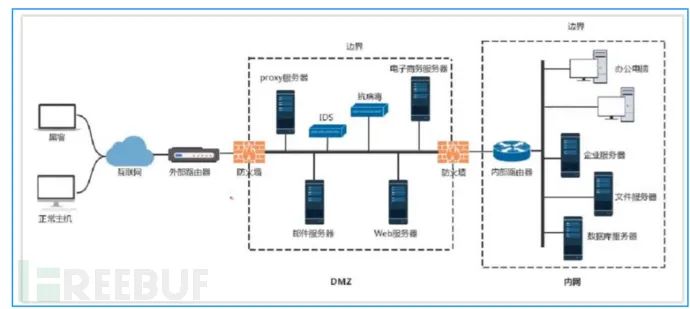 边界
边界
proxy服务器
电子商务服务器
抗病毒
IDS
办公电脑
黑客
互联网
外部路由器
防火墙
防火墙
内部路由器
企业服务器
正常主机
邮件服务器
Web服务器
文件服务器
数据库服务器
DMZ
内网
FREEBUF